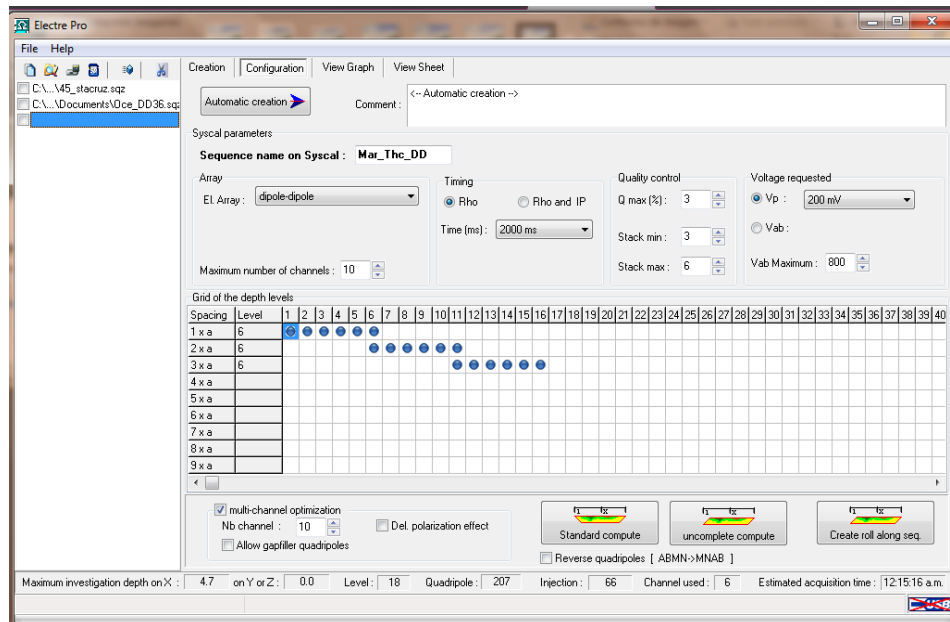 Electre Pro
File Help
Creation Configuration View Graph View Sheet
C:\...\45_stacruz.sqz
C:\...\Documents\Oce_DD36.sqz
Automatic creation
Comment :
<-- Automatic creation -->
Syscal parameters
Sequence name on Syscal : Mar_Thc_DD
Array
El. Array : dipole-dipole
Maximum number of channels : 10
Timing
Rho Rho and IP
Time (ms) : 2000 ms
Quality control
Q max (%) : 3
Stack min : 3
Stack max : 6
Voltage requested
Vp : 200 mV
Vab :
Vab Maximum : 800
Grid of the depth levels
Spacing Level 1 2 3 4 5 6 7 8 9 10 11 12 13 14 15 16 17 18 19 20 21 22 23 24 25 26 27 28 29 30 31 32 33 34 35 36 37 38 39 40
1 x a 6
2 x a 6
3 x a 6
4 x a
5 x a
6 x a
7 x a
8 x a
9 x a
multi-channel optimization
Nb channel : 10
Del. polarization effect
Allow gapfiller quadripoles
Standard compute
uncomplete compute
Create roll along seq.
Reverse quadripoles [ ABMN->MNAB ]
Maximum investigation depth on X : 4.7 on Y or Z : 0.0 Level : 18 Quadripole : 207 Injection : 66 Channel used : 6 Estimated acquisition time : 12:15:16 a.m.
USB